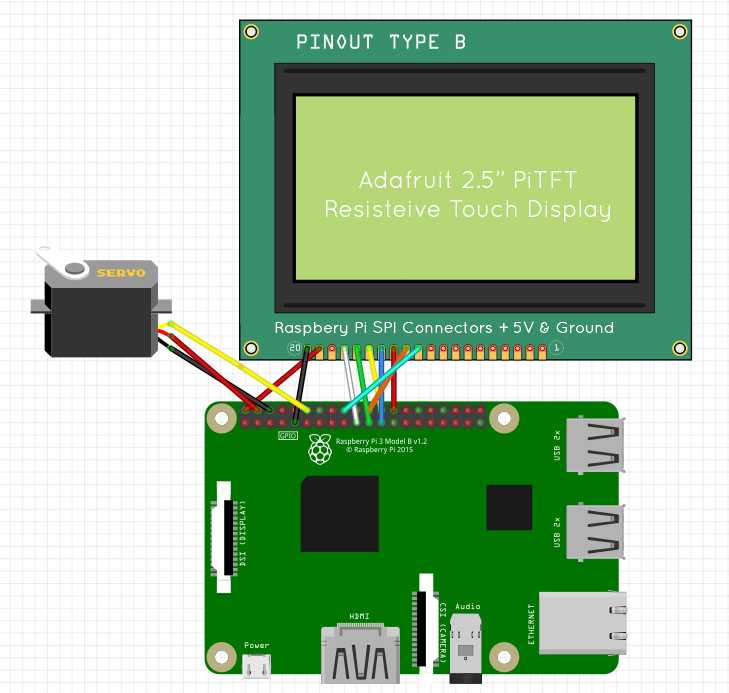 PINOUT TYPE B
Adafruit 2.5” PiTFT
Resisteive Touch Display
SERVO
Raspbery Pi SPI Connectors + 5V & Ground
20
1
GPIO
Raspberry Pi 3 Model B v1.2
© Raspberry Pi 2015
USB 2x
DSI (DISPLAY)
USB 2x
HDMI
CSI (CAMERA)
Audio
ETHERNET
Power